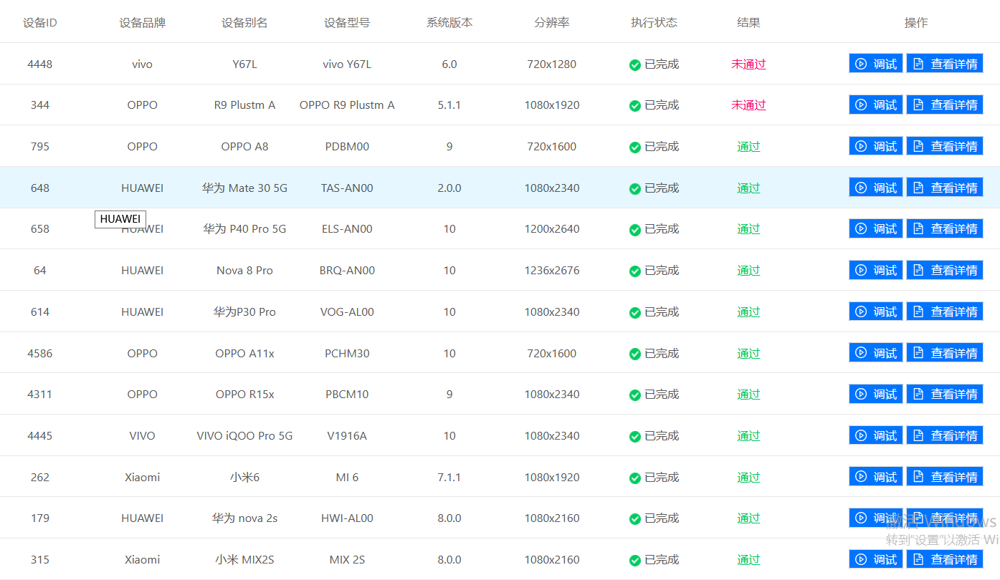 设备ID 设备品牌 设备别名 设备型号 系统版本 分辨率 执行状态 结果 操作
4448 vivo Y67L vivo Y67L 6.0 720x1280 已完成 未通过 调试 查看详情
344 OPPO R9 Plustm A OPPO R9 Plustm A 5.1.1 1080x1920 已完成 未通过 调试 查看详情
795 OPPO OPPO A8 PDBM00 9 720x1600 已完成 通过 调试 查看详情
648 HUAWEI 华为 Mate 30 5G TAS-AN00 2.0.0 1080x2340 已完成 通过 调试 查看详情
HUAWEI
658 HUAWEI 华为 P40 Pro 5G ELS-AN00 10 1200x2640 已完成 通过 调试 查看详情
64 HUAWEI Nova 8 Pro BRQ-AN00 10 1236x2676 已完成 通过 调试 查看详情
614 HUAWEI 华为P30 Pro VOG-AL00 10 1080x2340 已完成 通过 调试 查看详情
4586 OPPO OPPO A11x PCHM30 10 720x1600 已完成 通过 调试 查看详情
4311 OPPO OPPO R15x PBCM10 9 1080x2340 已完成 通过 调试 查看详情
4445 VIVO VIVO iQOO Pro 5G V1916A 10 1080x2340 已完成 通过 调试 查看详情
262 Xiaomi 小米6 MI 6 7.1.1 1080x1920 已完成 通过 调试 查看详情
179 HUAWEI 华为 nova 2s HWI-AL00 8.0.0 1080x2160 已完成 通过 调试 查看详情
激活 Windows
转到"设置"以激活 Wi
315 Xiaomi 小米 MIX2S MIX 2S 8.0.0 1080x2160 已完成 通过 调试 查看详情